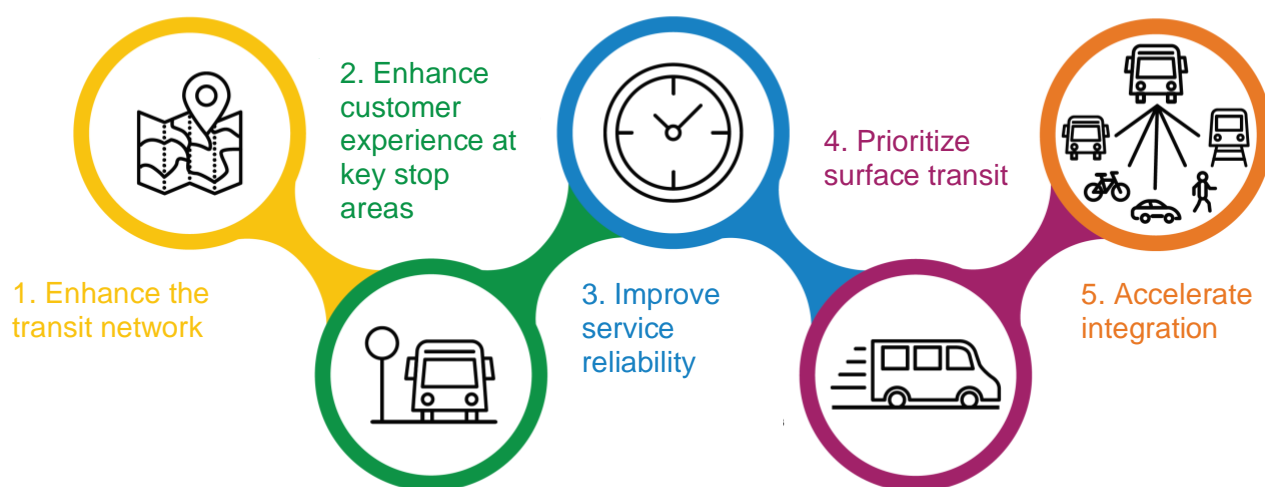 1. Enhance the
transit network
2. Enhance
customer
experience at
key stop
areas
3. Improve
service
reliability
4. Prioritize
surface transit
5. Accelerate
integration